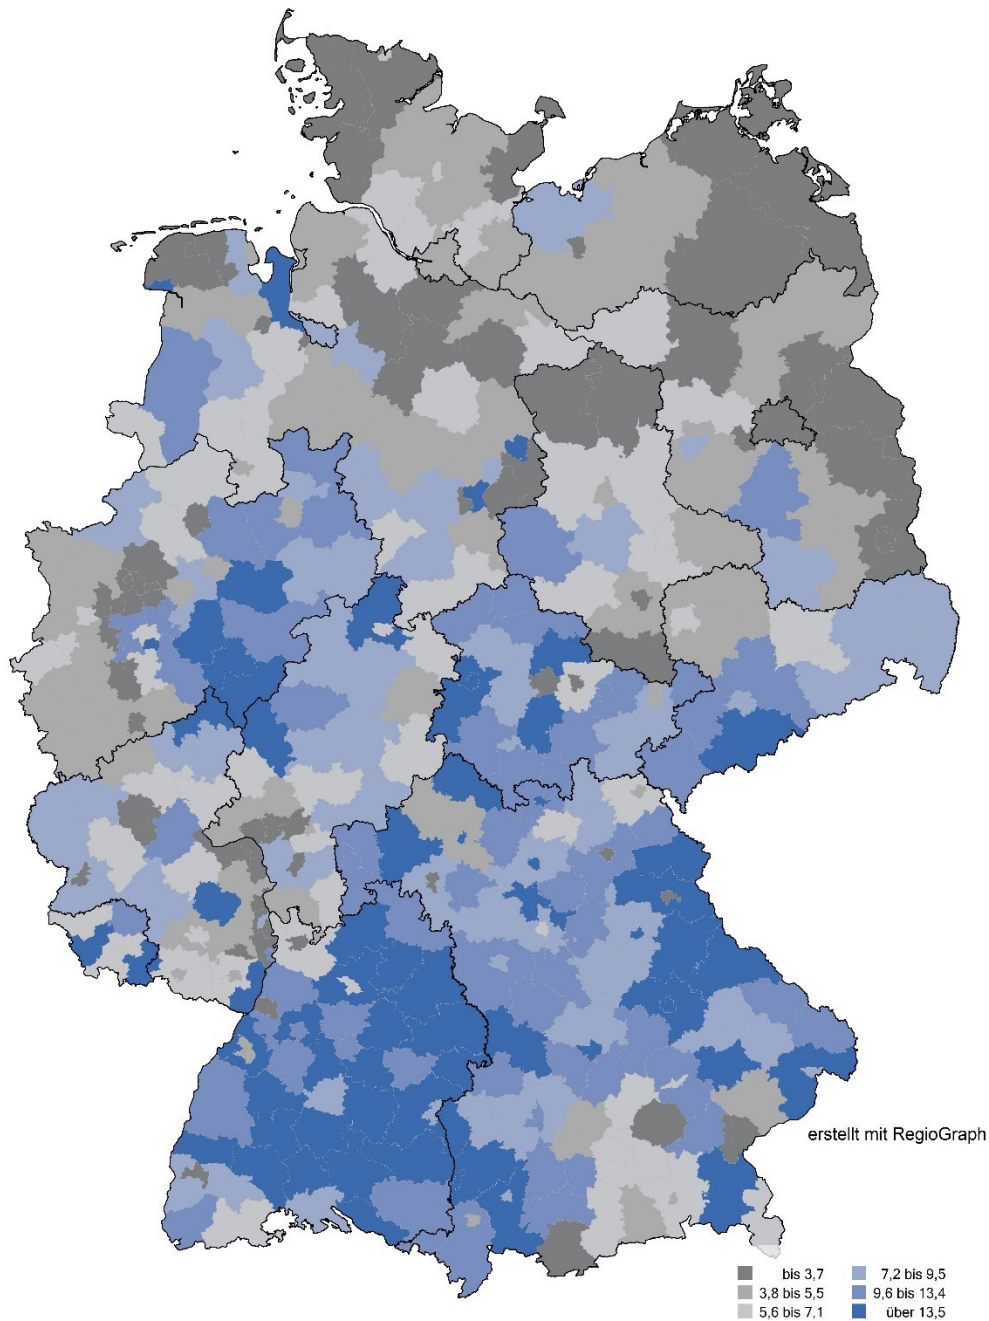 erstellt mit RegioGraph
bis 3,7
7,2 bis 9,5
3,8 bis 5,5
9,6 bis 13,4
5,6 bis 7,1
über 13,5